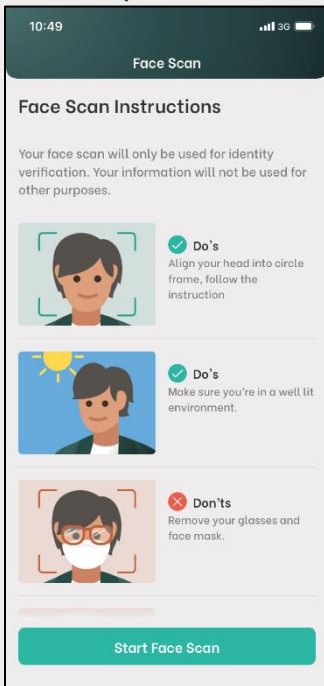 10:49
3G
Face Scan
Face Scan Instructions
Your face scan will only be used for identity
verification. Your information will not be used for
other purposes.
Do's
Align your head into circle
frame, follow the
instruction
Do's
Make sure you're in a well lit
environment.
Don'ts
Remove your glasses and
face mask.
Start Face Scan